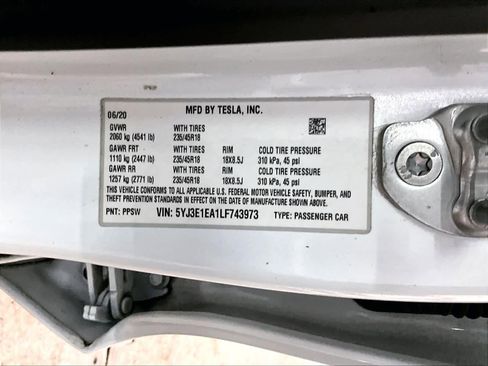 06/20 MFD BY TESLA, INC.
GVWR WITH TIRES
2060 kg (4541 lb) 235/45R18
GAWR FRT WITH TIRES RIM COLD TIRE PRESSURE
1110 kg (2447 lb) 235/45R18 18X8.5J 310 kPa, 45 psi
GAWR RR WITH TIRES RIM COLD TIRE PRESSURE
1257 kg (2771 lb) 235/45R18 18X8.5J 310 kPa, 45 psi
THIS VEHICLE CONFORMS TO ALL APPLICABLE U.S. FEDERAL MOTOR VEHICLE SAFETY, BUMPER, AND
THEFT PREVENTION STANDARDS IN EFFECT ON THE DATE OF MANUFACTURE SHOWN ABOVE.
PNT: PPSW VIN: 5YJ3E1EA1LF743973 TYPE: PASSENGER CAR